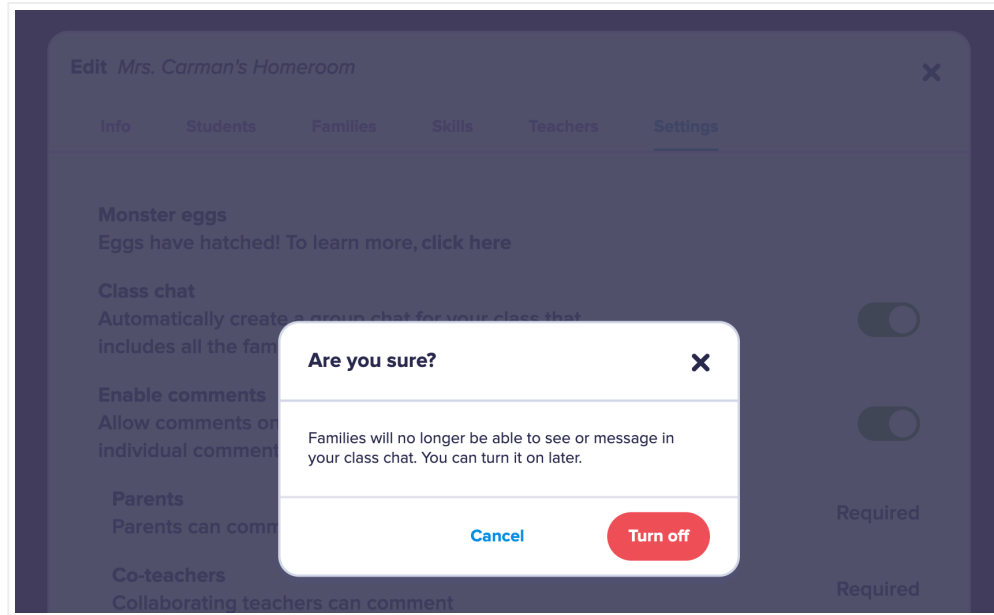 Edit Mrs. Carman's Homeroom
Info Students Families Skills Teachers Settings
Monster eggs
Eggs have hatched! To learn more, click here
Class chat
Automatically create a group chat for your class that
includes all the fam
Are you sure?
Enable comments
Allow comments on
individual comment
Families will no longer be able to see or message in
your class chat. You can turn it on later.
Parents
Parents can comm
Required
Cancel
Turn off
Co-teachers
Collaborating teachers can comment
Required